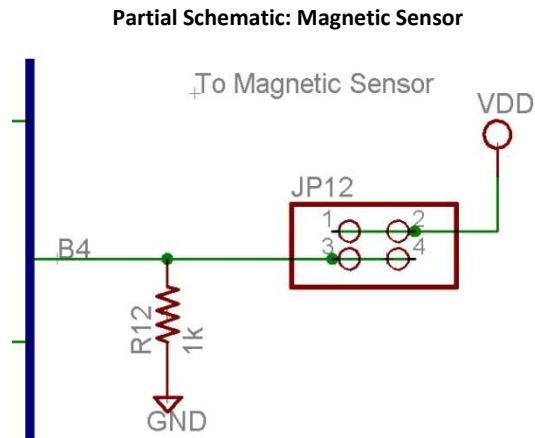 Partial Schematic: Magnetic Sensor
To Magnetic Sensor
VDD
JP12
1 2
B4 3 4
R12
1k
GND